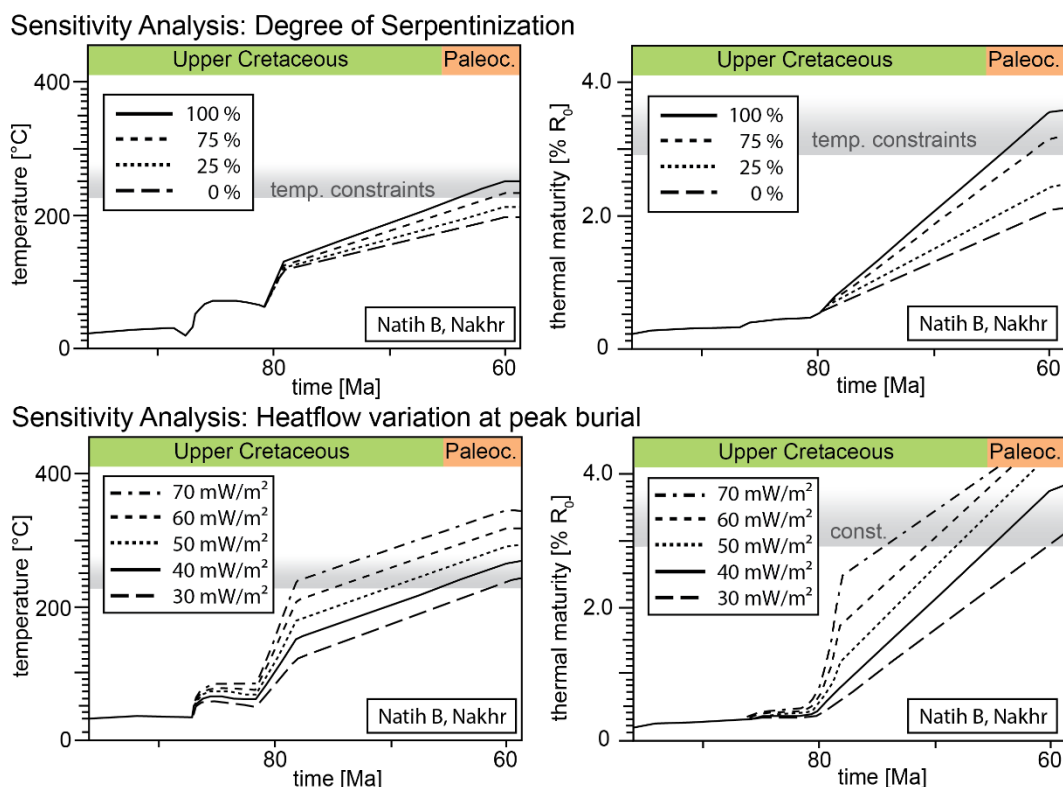 Sensitivity Analysis: Degree of Serpentinization
Upper Cretaceous
Paleoc.
400
200
0
temperature [°C]
100 %
75 %
25 %
0 %
temp. constraints
Natih B, Nakhr
80
60
time [Ma]
Upper Cretaceous
Paleoc.
4.0
2.0
0
thermal maturity [% R₀]
100 %
75 %
25 %
0 %
temp. constraints
Natih B, Nakhr
80
60
time [Ma]
Sensitivity Analysis: Heatflow variation at peak burial
Upper Cretaceous
Paleoc.
400
200
0
temperature [°C]
70 mW/m²
60 mW/m²
50 mW/m²
40 mW/m²
30 mW/m²
Natih B, Nakhr
80
60
time [Ma]
Upper Cretaceous
Paleoc.
4.0
2.0
0
thermal maturity [% R₀]
70 mW/m²
60 mW/m²
50 mW/m²
40 mW/m²
30 mW/m²
const.
Natih B, Nakhr
80
60
time [Ma]